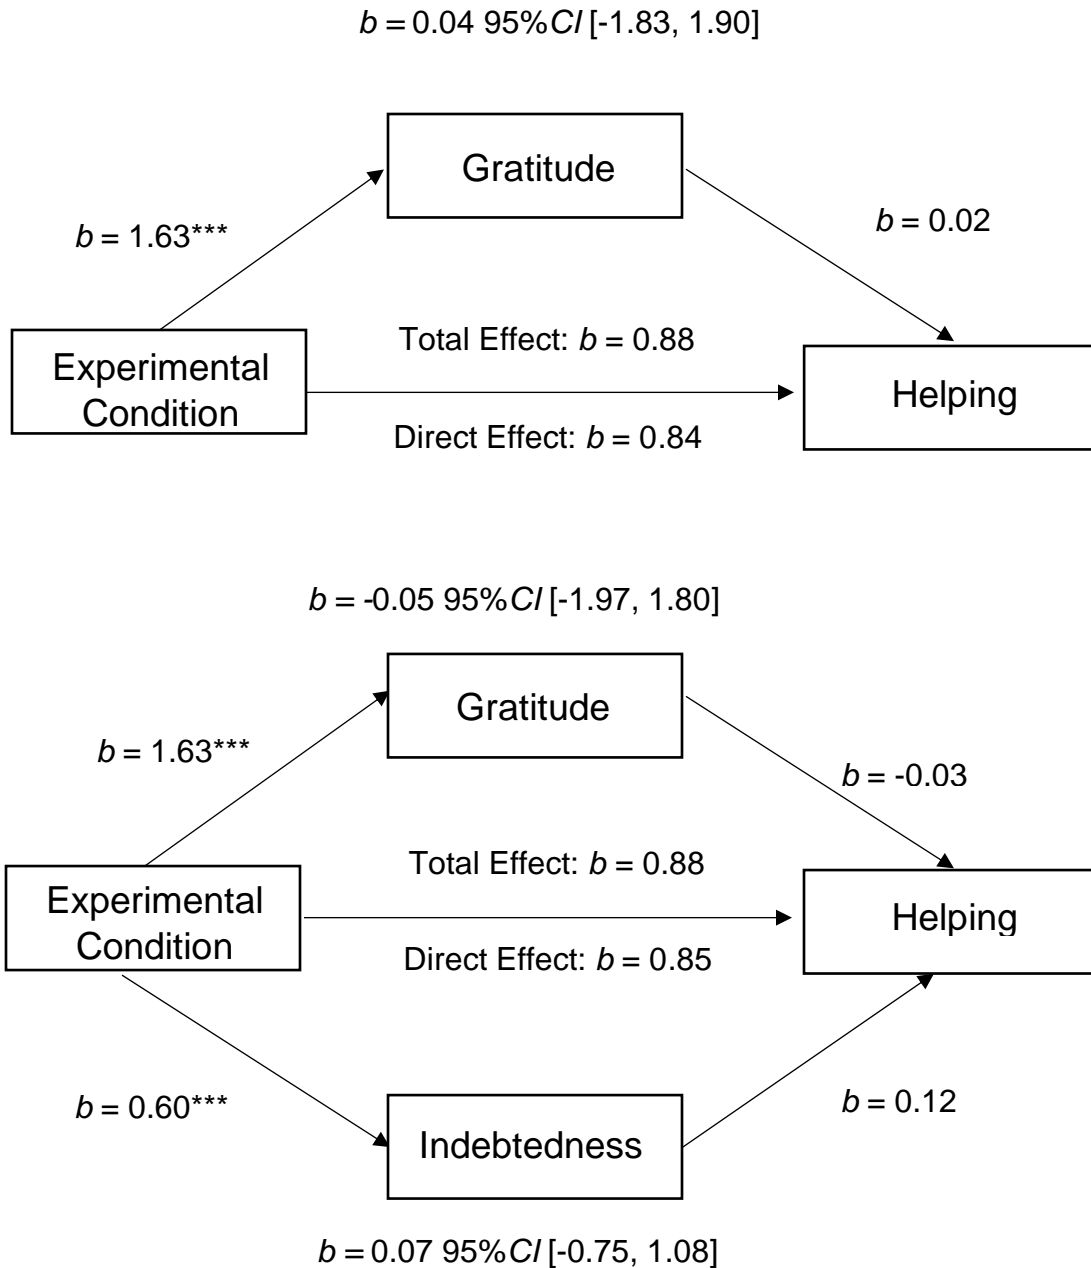 b = 0.04 95%CI [-1.83, 1.90]
Gratitude
b = 1.63***
b = 0.02
Total Effect: b = 0.88
Experimental
Condition
Helping
Direct Effect: b = 0.84
b = -0.05 95%CI [-1.97, 1.80]
Gratitude
b = 1.63***
b = -0.03
Total Effect: b = 0.88
Experimental
Condition
Helping
Direct Effect: b = 0.85
b = 0.60***
b = 0.12
Indebtedness
b = 0.07 95%CI [-0.75, 1.08]